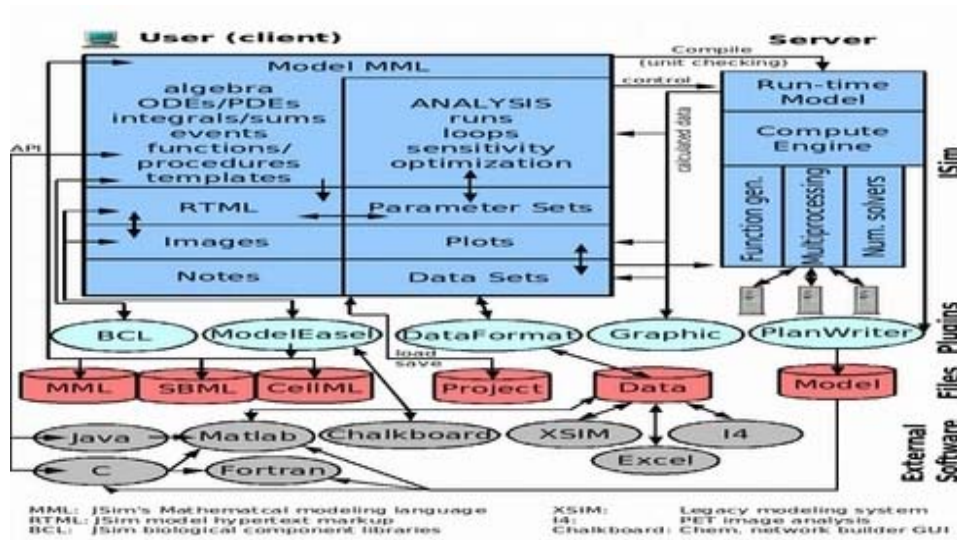 User (client)
Server
Compile
(unit checking)
Model MML
control
algebra
ODEs/PDEs
integrals/sums
events
functions/
procedures
templates
ANALYSIS
runs
loops
sensitivity
optimization
Run-time
Model
Compute
Engine
calculated data
API
JSim
RTML
Parameter Sets
Function gen.
Multiprocessing
Num. solvers
Images
Plots
Notes
Data Sets
BCL
ModelEasel
DataFormat
Graphic
PlanWriter
Plugins
load
save
MML
SBML
CellML
Project
Data
Model
Files
Java
Matlab
Chalkboard
XSIM
I4
C
Fortran
Excel
External
Software
MML: JSim's Mathematcal modeling language
RTML: JSim model hypertext markup
BCL: JSim biological component libraries
XSIM: Legacy modeling system
I4: PET image analysis
Chalkboard: Chem. network builder GUI